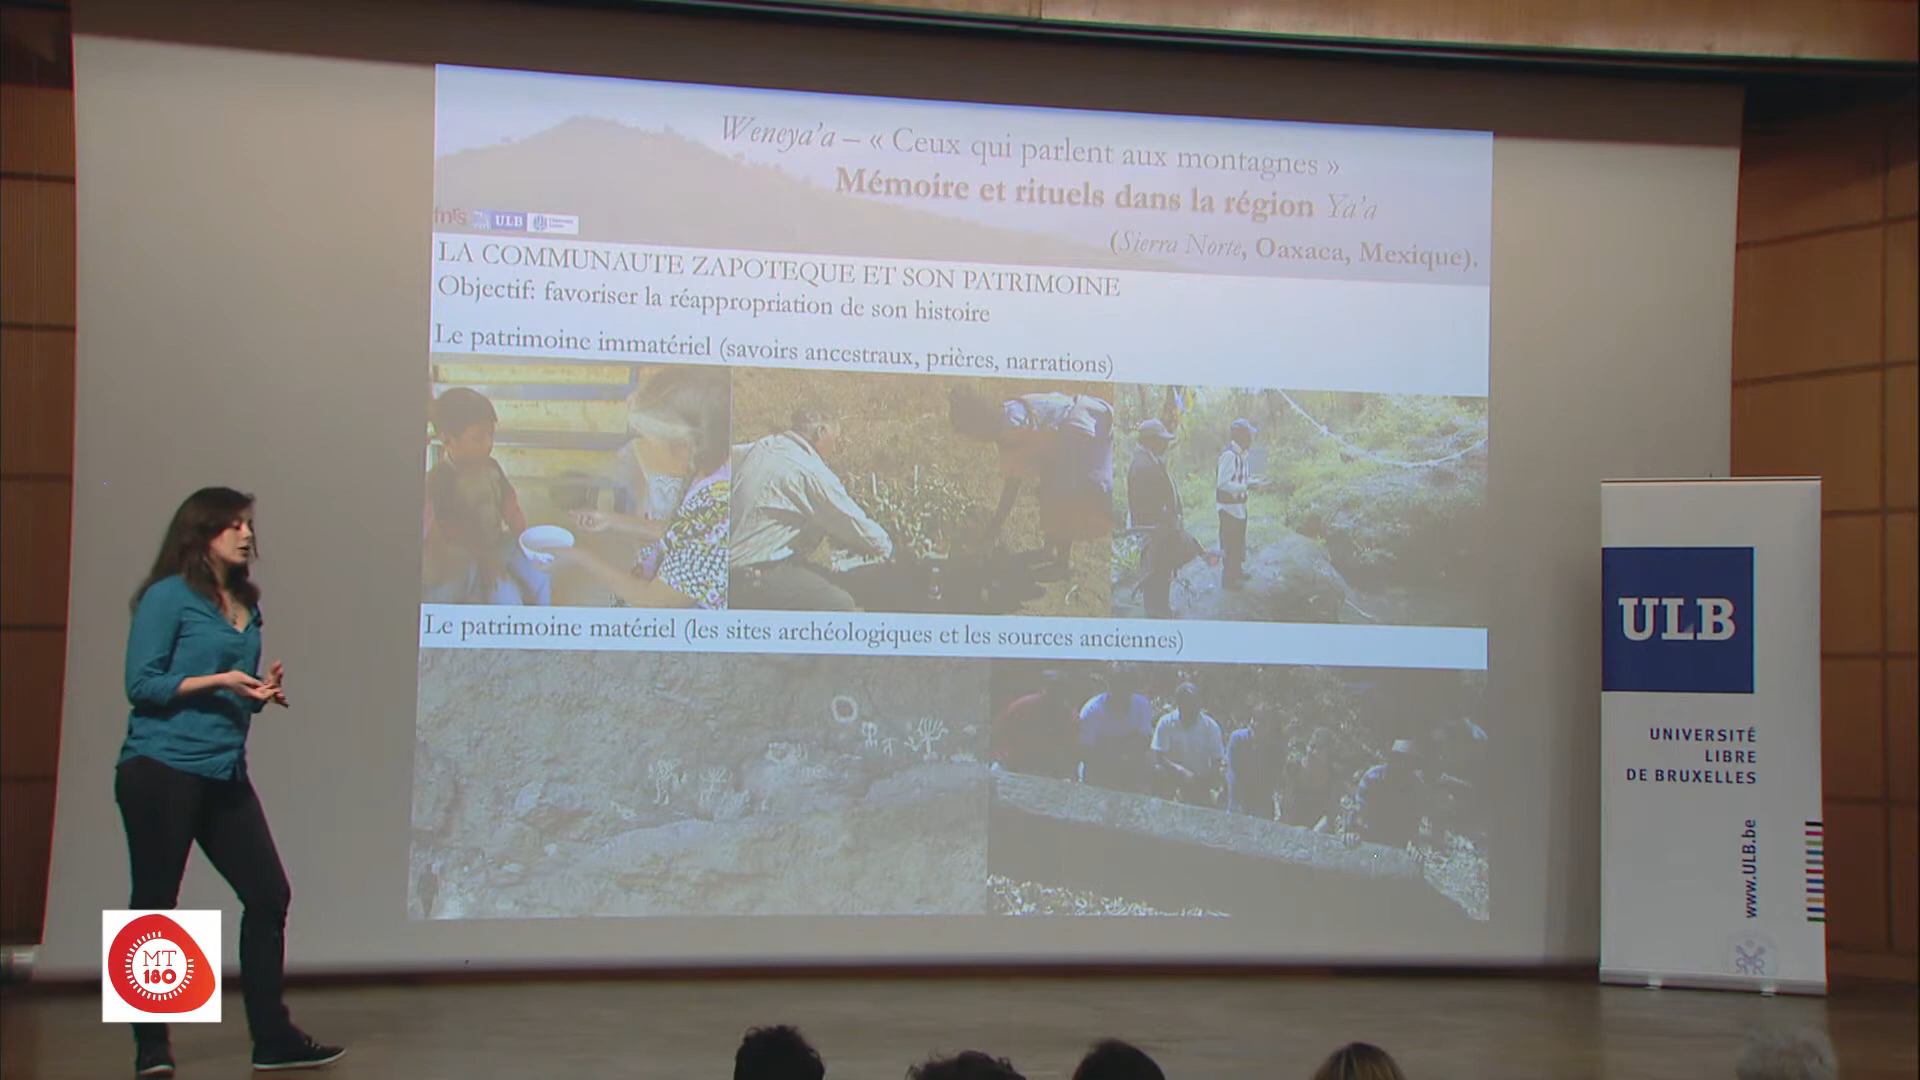 Weneya'a – « Ceux qui parlent aux montagnes »
Mémoire et rituels dans la région Ya'a
(Sierra Norte, Oaxaca, Mexique).
fnrs
ULB
LA COMMUNAUTE ZAPOTEQUE ET SON PATRIMOINE
Objectif: favoriser la réappropriation de son histoire
Le patrimoine immatériel (savoirs ancestraux, prières, narrations)
Le patrimoine matériel (les sites archéologiques et les sources anciennes)
ULB
UNIVERSITÉ
LIBRE
DE BRUXELLES
www.ULB.be
MT
180